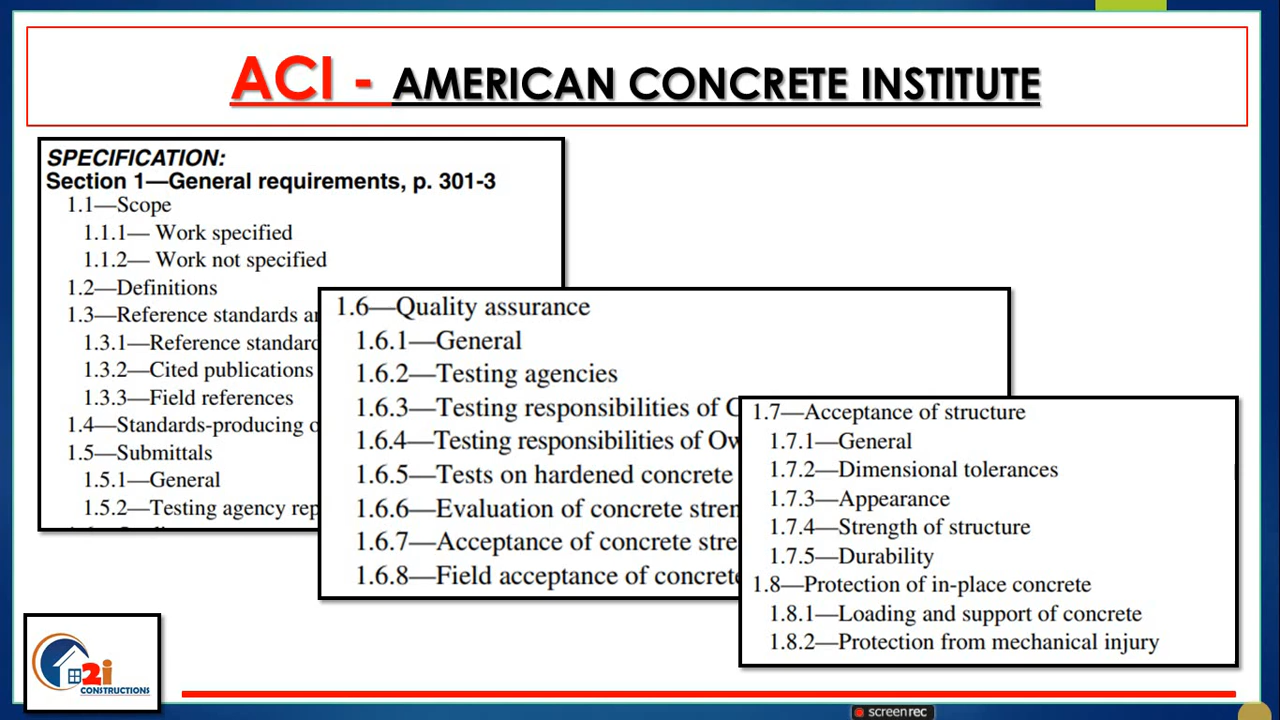 ACI - AMERICAN CONCRETE INSTITUTE
SPECIFICATION:
Section 1—General requirements, p. 301-3
1.1—Scope
1.1.1— Work specified
1.1.2— Work not specified
1.2—Definitions
1.3—Reference standards
1.3.1—Reference
1.3.2—Cited publications
1.3.3—Field references
1.4—Standards-producing
1.5—Submittals
1.5.1—General
1.5.2—Testing agency
1.6—Quality assurance
1.6.1—General
1.6.2—Testing agencies
1.6.3—Testing responsibilities of
1.6.4—Testing responsibilities of
1.6.5—Tests on hardened concrete
1.6.6—Evaluation of concrete
1.6.7—Acceptance of concrete
1.6.8—Field acceptance of concrete
1.7—Acceptance of structure
1.7.1—General
1.7.2—Dimensional tolerances
1.7.3—Appearance
1.7.4—Strength of structure
1.7.5—Durability
1.8—Protection of in-place concrete
1.8.1—Loading and support of concrete
1.8.2—Protection from mechanical injury
2i
CONSTRUCTIONS
screenrec